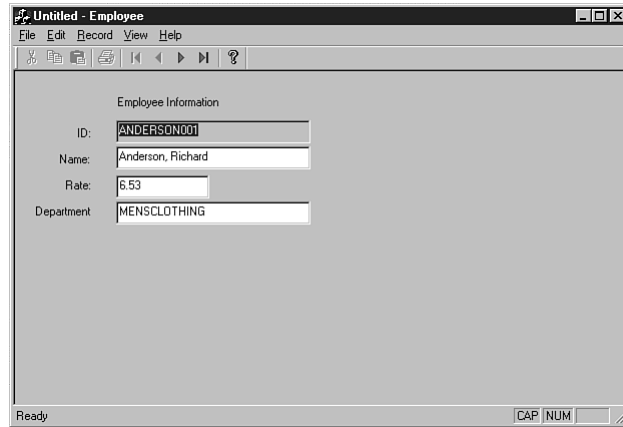 Untitled - Employee
File Edit Record View Help
Employee Information
ID: ANDERSON001
Name: Anderson, Richard
Rate: 6.53
Department MENSCLOTHING
Ready CAP NUM